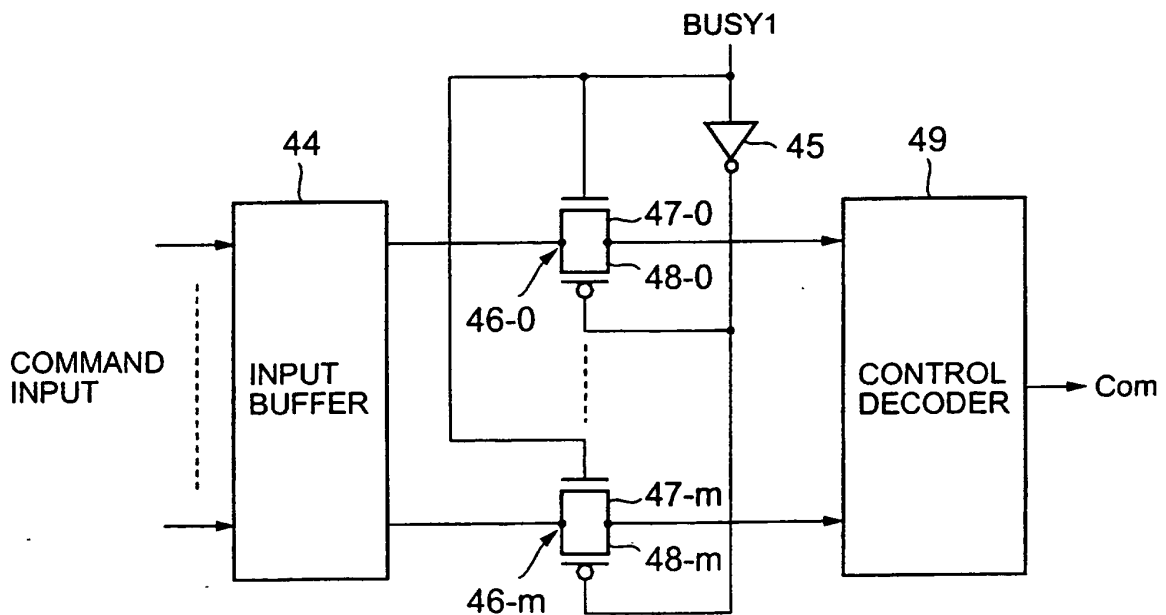 BUSY1
44
45
49
47-0
48-0
46-0
COMMAND
INPUT
INPUT
BUFFER
CONTROL
DECODER
Com
47-m
48-m
46-m